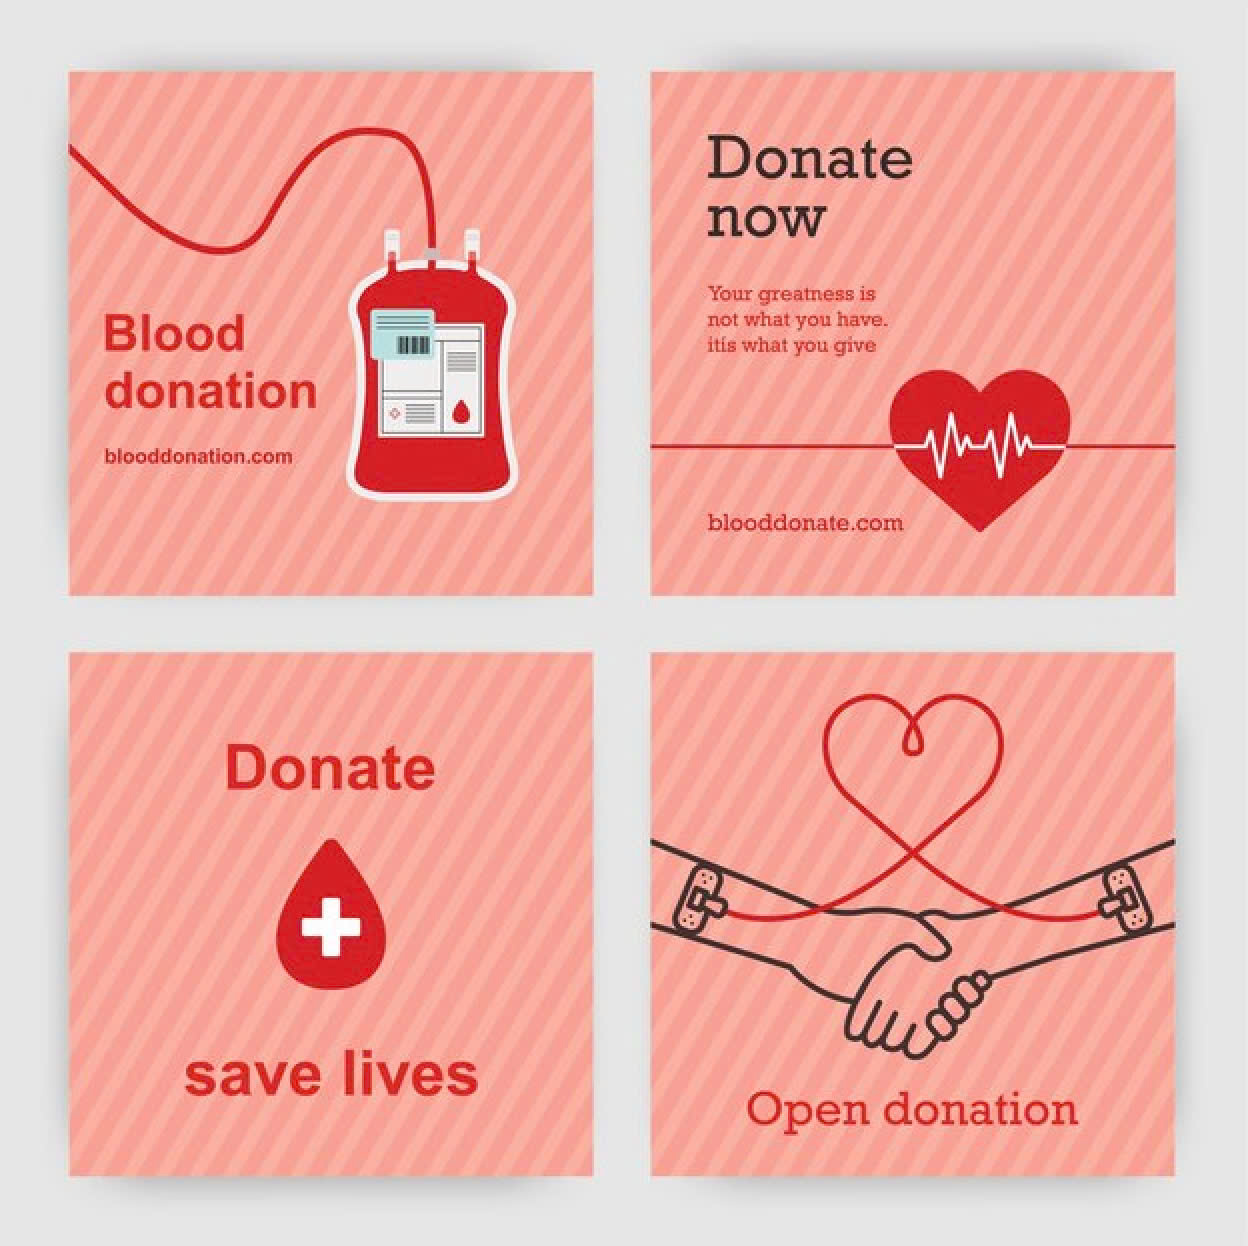 Blood
donation
blooddonation.com
Donate
now
Your greatness is
not what you have.
itís what you give
blooddonate.com
Donate
save lives
Open donation